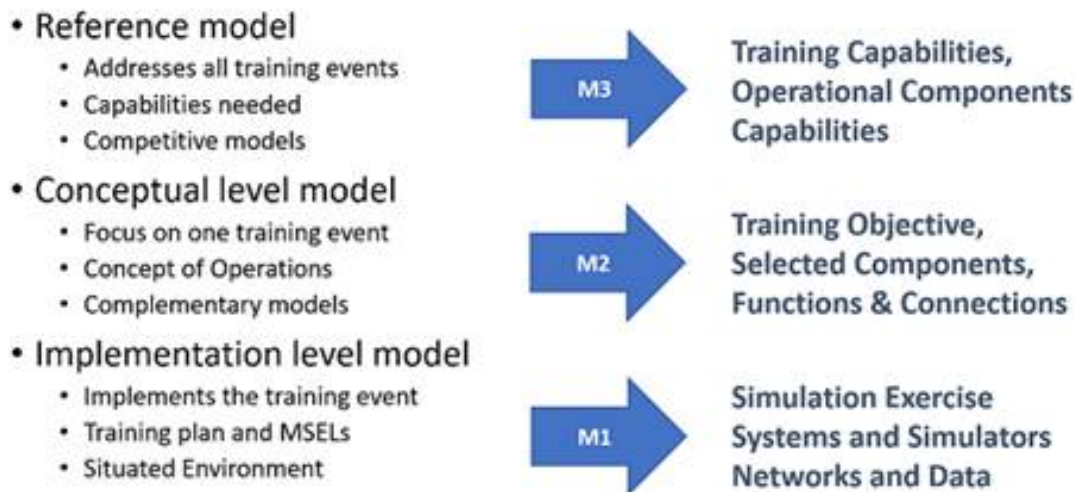 • Reference model
• Addresses all training events
• Capabilities needed
• Competitive models
M3
Training Capabilities,
Operational Components
Capabilities
• Conceptual level model
• Focus on one training event
• Concept of Operations
• Complementary models
M2
Training Objective,
Selected Components,
Functions & Connections
• Implementation level model
• Implements the training event
• Training plan and MSELs
• Situated Environment
M1
Simulation Exercise
Systems and Simulators
Networks and Data